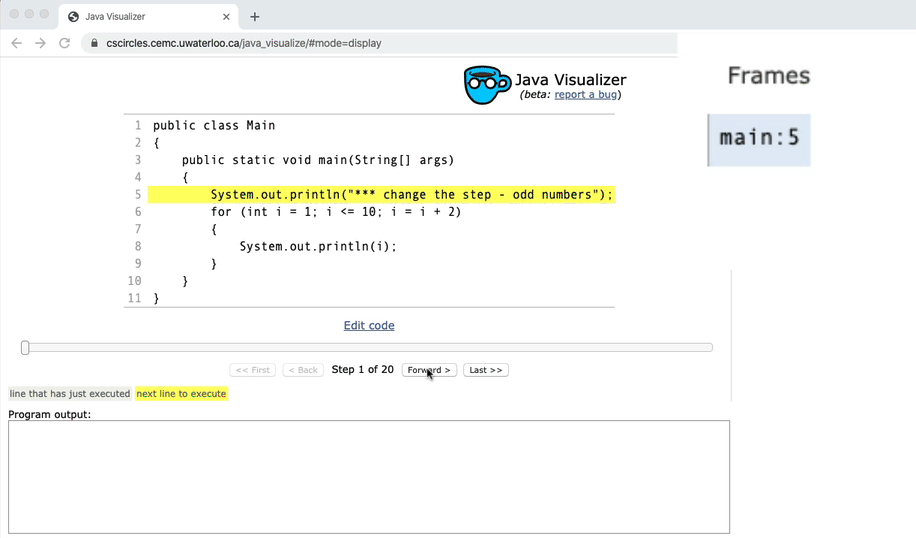 Java Visualizer
cscircles.cemc.uwaterloo.ca/java_visualize/#mode=display
Java Visualizer
(beta: report a bug)
Frames
main:5
1 public class Main
2 {
3     public static void main(String[] args)
4     {
5         System.out.println("*** change the step - odd numbers");
6         for (int i = 1; i <= 10; i = i + 2)
7         {
8             System.out.println(i);
9         }
10     }
11 }
Edit code
<< First < Back Step 1 of 20 Forward > Last >>
line that has just executed next line to execute
Program output: